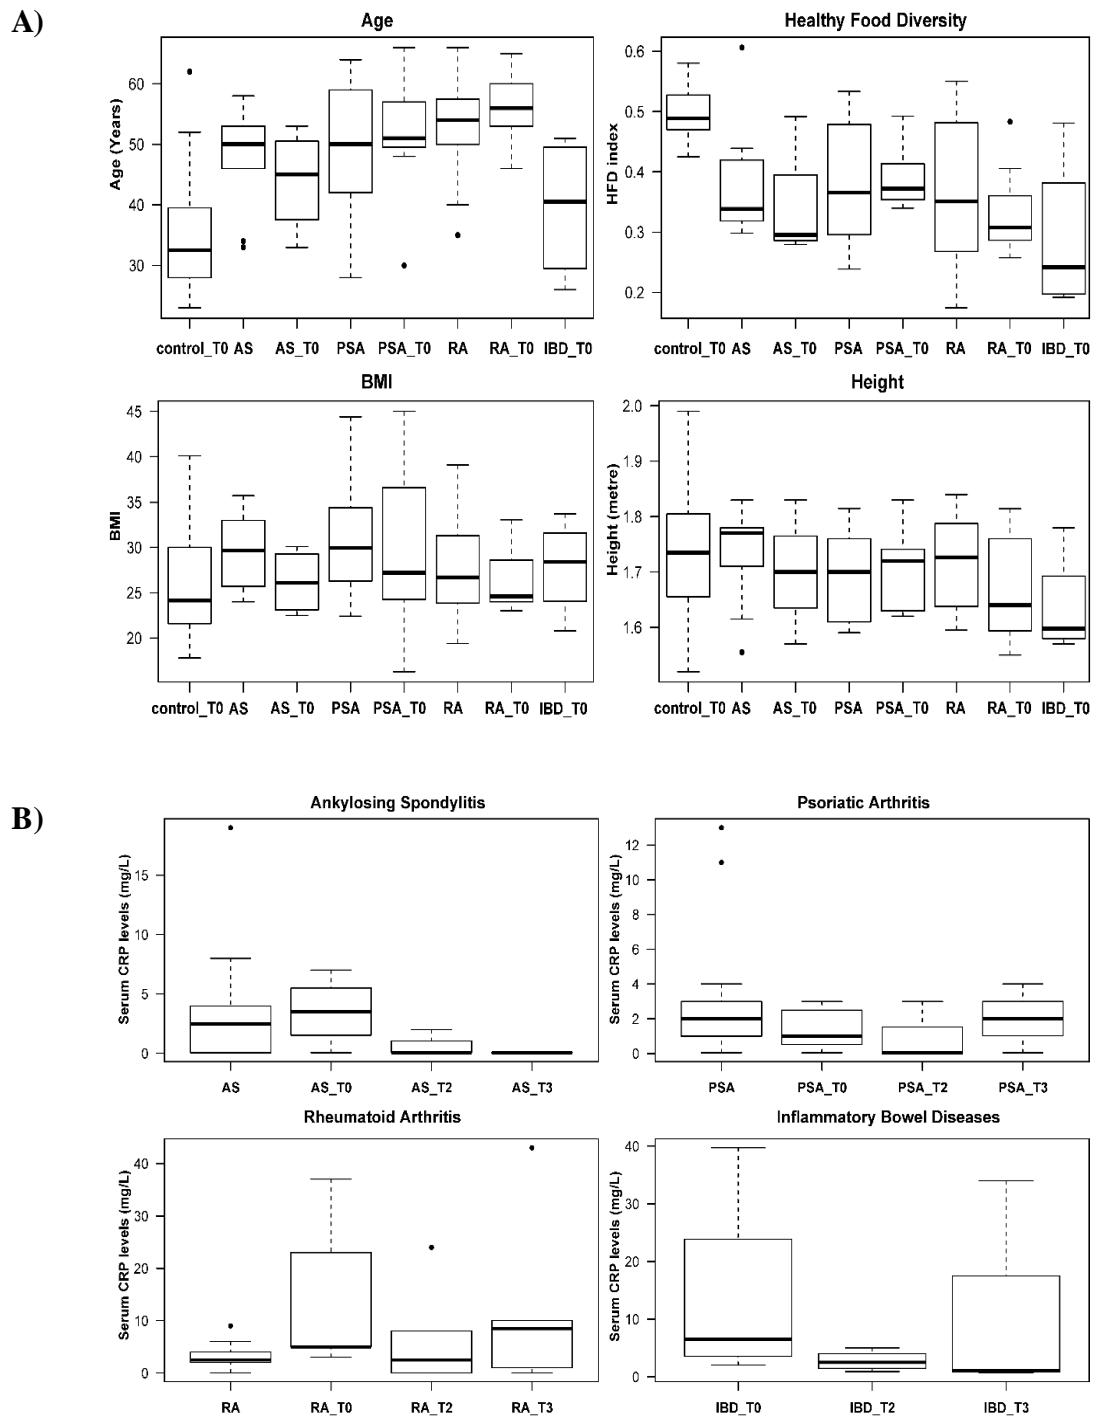 A)
Age
Age (Years)
60
50
40
30
control_T0 AS AS_T0 PSA PSA_T0 RA RA_T0 IBD_T0
Healthy Food Diversity
HFD index
0.6
0.5
0.4
0.3
0.2
control_T0 AS AS_T0 PSA PSA_T0 RA RA_T0 IBD_T0
BMI
BMI
45
40
35
30
25
20
control_T0 AS AS_T0 PSA PSA_T0 RA RA_T0 IBD_T0
Height
Height (metre)
2.0
1.9
1.8
1.7
1.6
control_T0 AS AS_T0 PSA PSA_T0 RA RA_T0 IBD_T0
B)
Ankylosing Spondylitis
Serum CRP levels (mg/L)
15
10
5
0
AS AS_T0 AS_T2 AS_T3
Psoriatic Arthritis
Serum CRP levels (mg/L)
12
10
8
6
4
2
0
PSA PSA_T0 PSA_T2 PSA_T3
Rheumatoid Arthritis
Serum CRP levels (mg/L)
40
30
20
10
0
RA RA_T0 RA_T2 RA_T3
Inflammatory Bowel Diseases
Serum CRP levels (mg/L)
40
30
20
10
0
IBD_T0 IBD_T2 IBD_T3